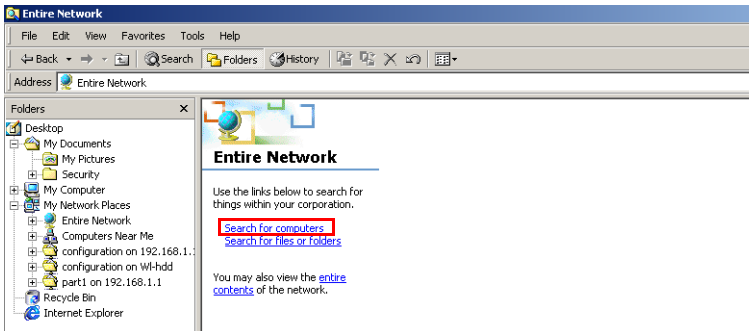 Entire Network
File Edit View Favorites Tools Help
Back Search Folders History
Address Entire Network
Folders
Desktop
My Documents
My Pictures
Security
My Computer
My Network Places
Entire Network
Computers Near Me
configuration on 192.168.1.
configuration on Wl-hdd
part1 on 192.168.1.1
Recycle Bin
Internet Explorer
Entire Network
Use the links below to search for
things within your corporation.
Search for computers
Search for files or folders
You may also view the entire
contents of the network.